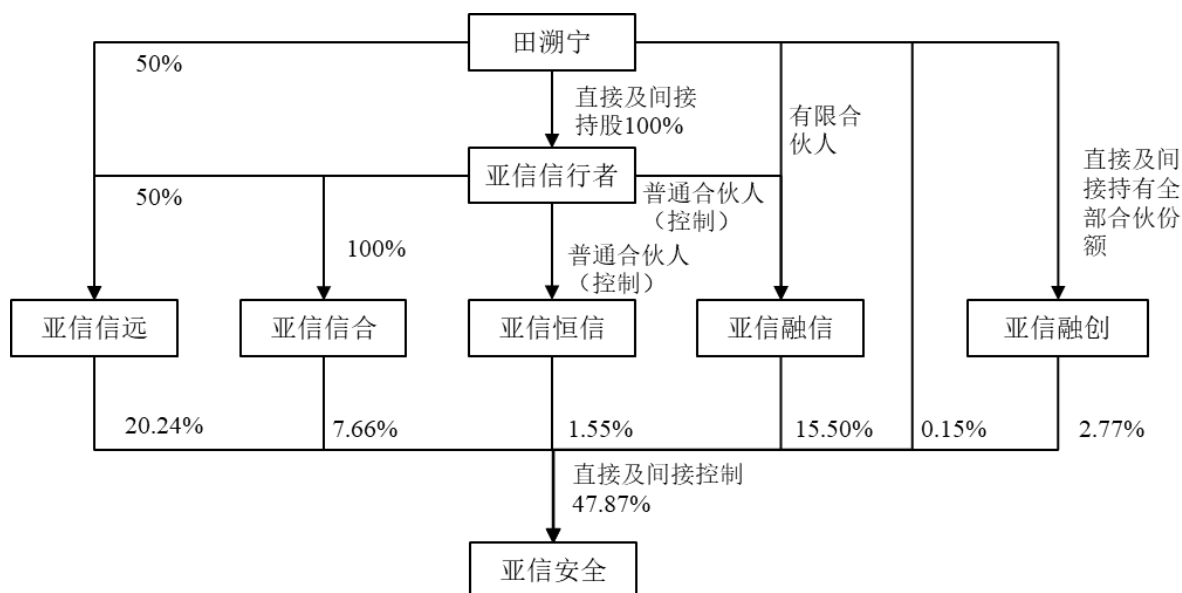 田溯宁
50%
直接及间接
持股100%
有限合
伙人
亚信信行者
直接及间
接持有全
部合伙份
额
50%
普通合伙人
（控制）
100%
普通合伙人
（控制）
亚信信远
亚信信合
亚信恒信
亚信融信
亚信融创
20.24%
7.66%
1.55%
15.50%
0.15%
2.77%
直接及间接控制
47.87%
亚信安全